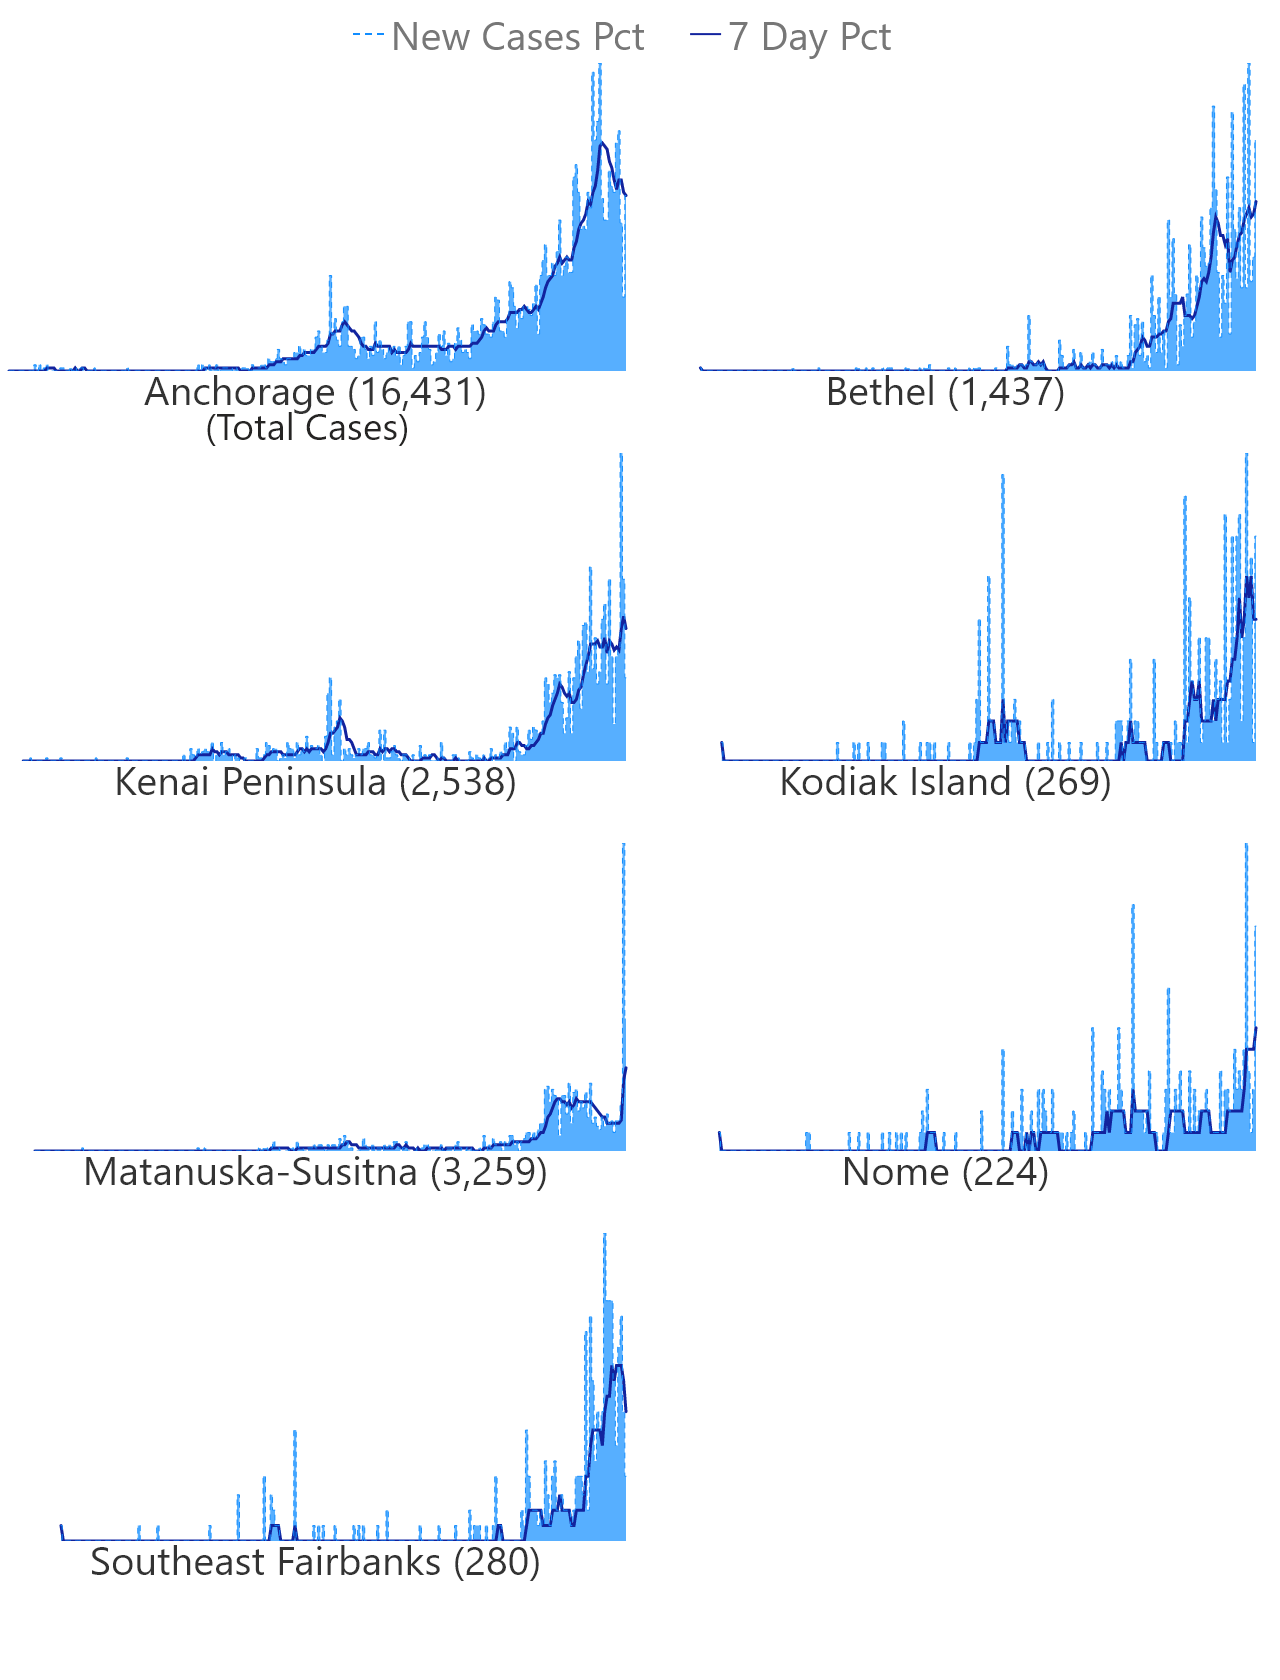 New Cases Pct 7 Day Pct
Anchorage (16,431)
(Total Cases)
Bethel (1,437)
Kenai Peninsula (2,538)
Kodiak Island (269)
Matanuska-Susitna (3,259)
Nome (224)
Southeast Fairbanks (280)